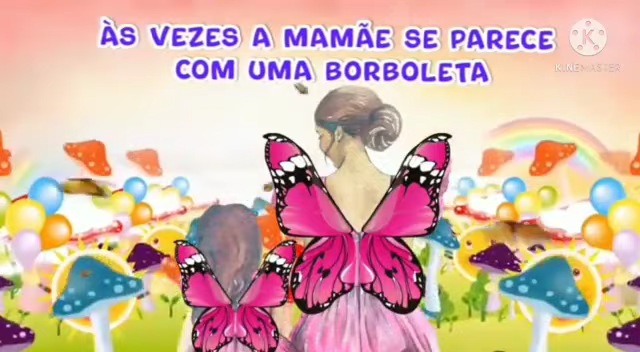 ÀS VEZES A MAMÃE SE PARECE
COM UMA BORBOLETA
K
KINEMASTER